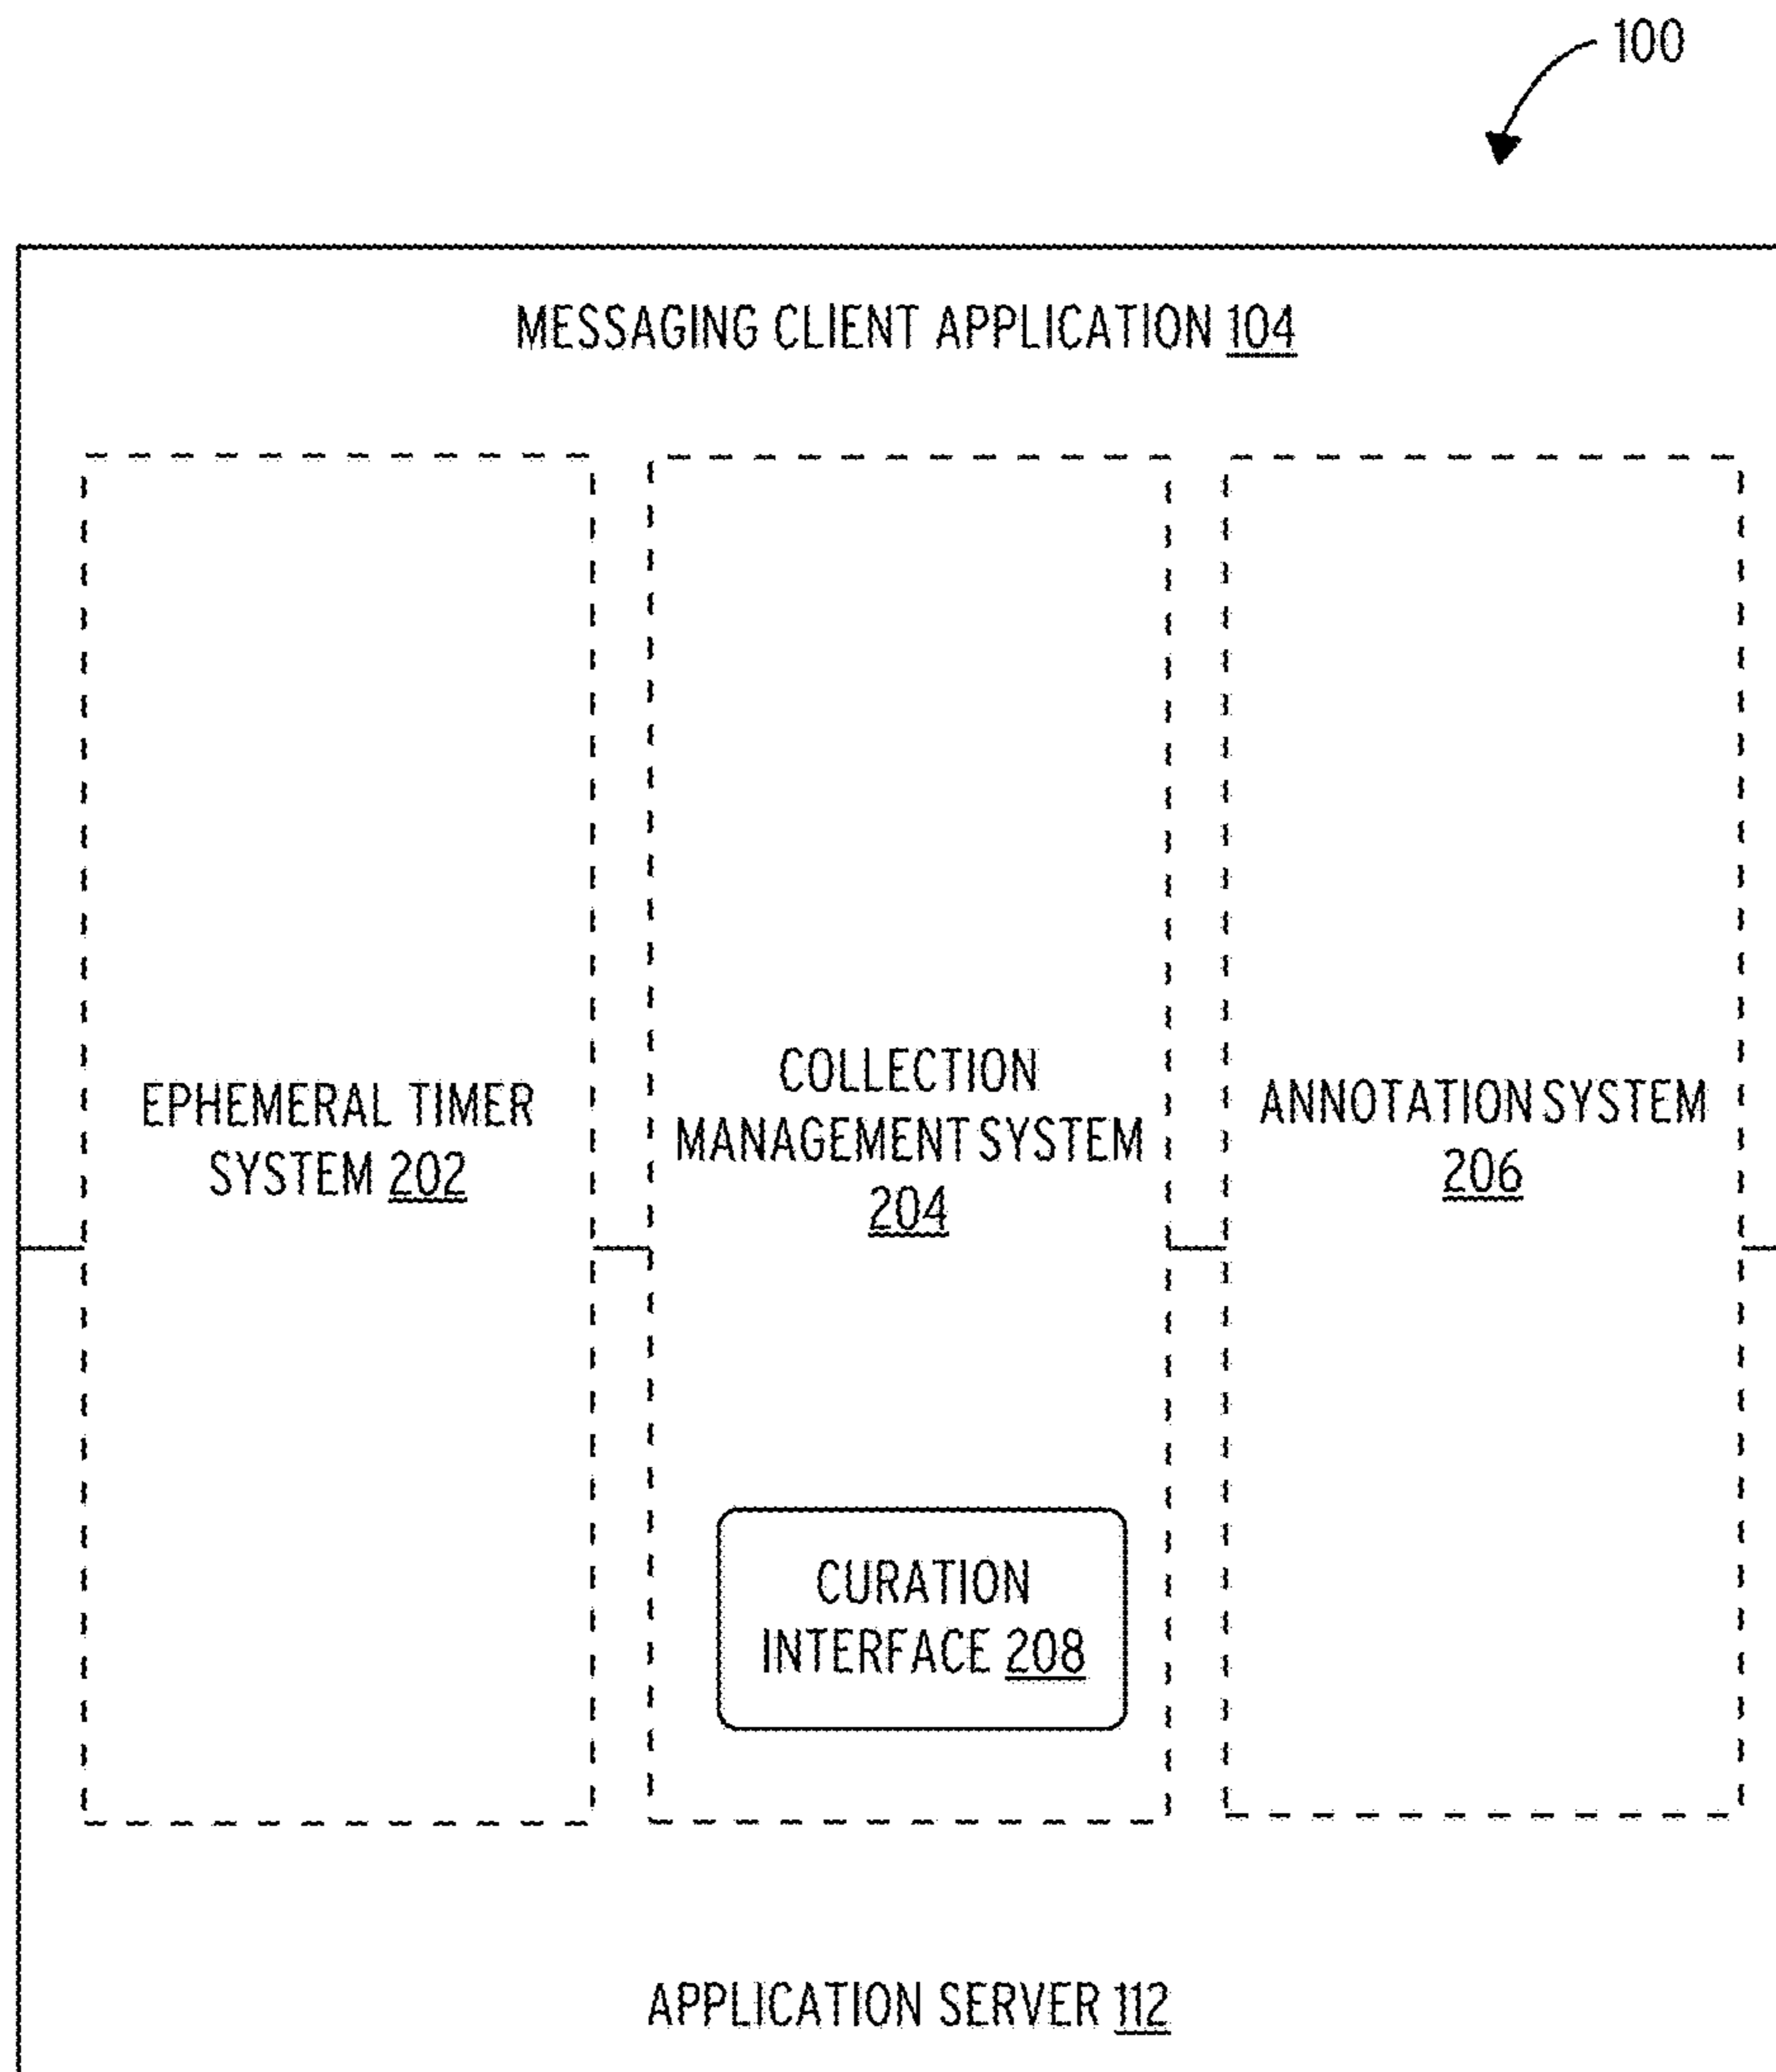 100
MESSAGING CLIENT APPLICATION 104
EPHEMERAL TIMER
SYSTEM 202
COLLECTION
MANAGEMENT SYSTEM
204
ANNOTATION SYSTEM
206
CURATION
INTERFACE 208
APPLICATION SERVER 112